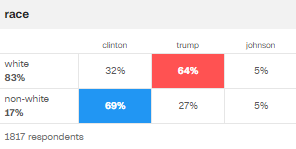 race
clinton trump johnson
white
83% 32% 64% 5%
non-white
17% 69% 27% 5%
1817 respondents